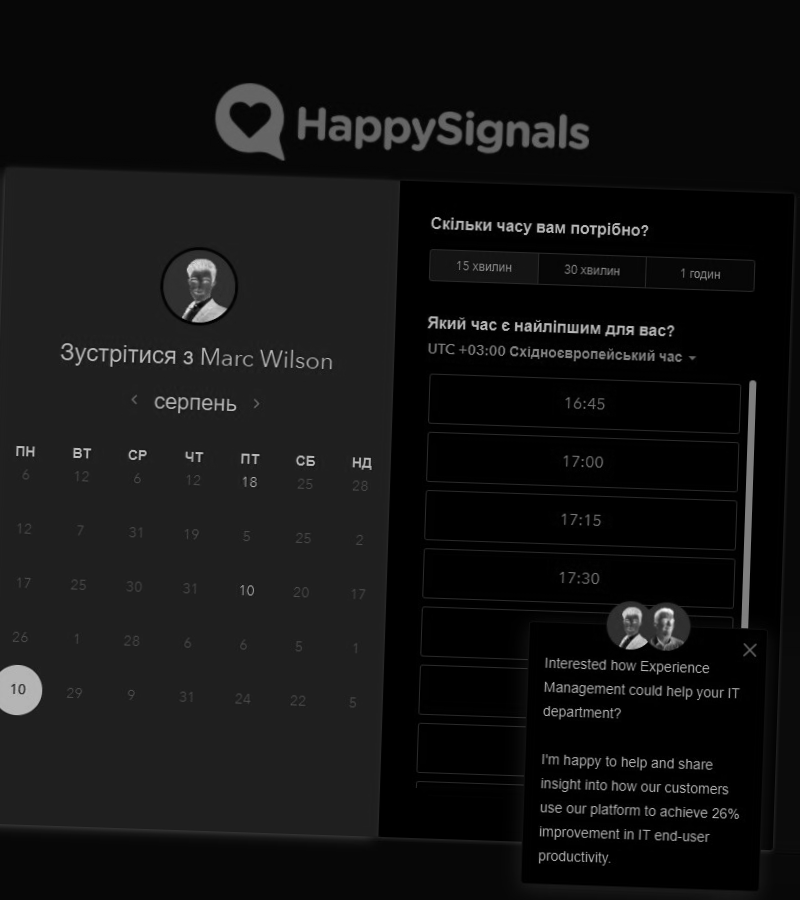 HappySignals
Зустрітися з Marc Wilson
серпень
ПН ВТ СР ЧТ ПТ СБ НД
6 12 6 12 18 25 28
12 7 31 19 5 25 2
17 25 30 31 10 20 17
26 1 28 6 6 5 1
10 29 9 31 24 22 5
Скільки часу вам потрібно?
15 хвилин 30 хвилин 1 годин
Який час є найліпшим для вас?
UTC +03:00 Східноєвропейський час
16:45
17:00
17:15
17:30
Interested how Experience
Management could help your IT
department?
I'm happy to help and share
insight into how our customers
use our platform to achieve 26%
improvement in IT end-user
productivity.